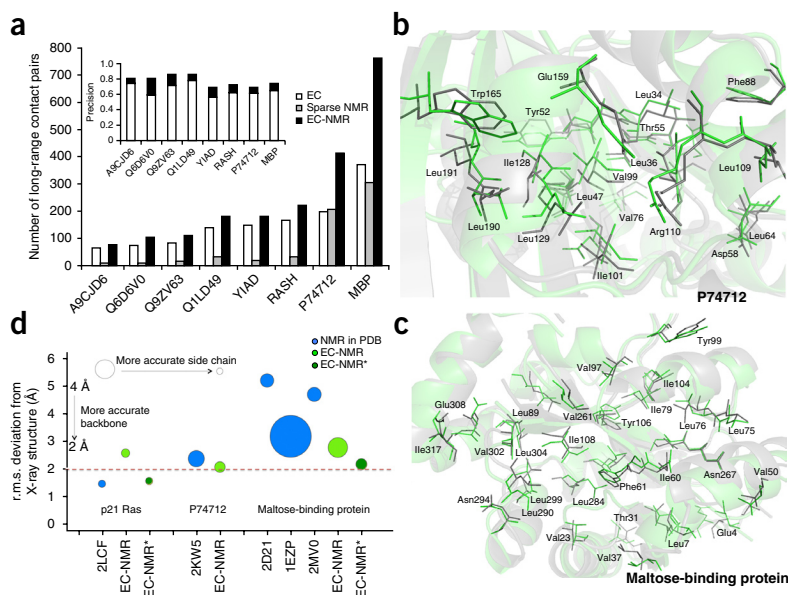 a
Number of long-range contact pairs
800
700
600
500
400
300
200
100
0
Precision
1.0
0.8
0.6
0.4
0.2
0
A9CJD6
Q6D6V0
Q9ZV63
Q1LD49
YIAD
RASH
P74712
MBP
EC
Sparse NMR
EC-NMR
A9CJD6
Q6D6V0
Q9ZV63
Q1LD49
YIAD
RASH
P74712
MBP
b
Trp165
Glu159
Leu34
Phe88
Tyr52
Thr55
Ile128
Leu36
Leu191
Val99
Leu109
Leu47
Leu190
Val76
Leu129
Arg110
Leu64
Ile101
Asp58
P74712
d
NMR in PDB
EC-NMR
EC-NMR*
r.m.s. deviation from
X-ray structure (Å)
6
5
4
3
2
1
0
More accurate side chain
4 Å
More accurate
backbone
2 Å
p21 Ras
P74712
Maltose-binding protein
2LCF
EC-NMR
EC-NMR*
2KW5
EC-NMR
2D21
1EZP
2MV0
EC-NMR
EC-NMR*
c
Tyr99
Val97
Ile104
Glu308
Leu89
Val261
Ile79
Tyr106
Leu76
Leu75
Ile317
Val302
Leu304
Ile108
Asn267
Val50
Phe61
Ile60
Asn294
Leu299
Leu284
Leu290
Thr31
Glu4
Val23
Leu7
Val37
Maltose-binding protein